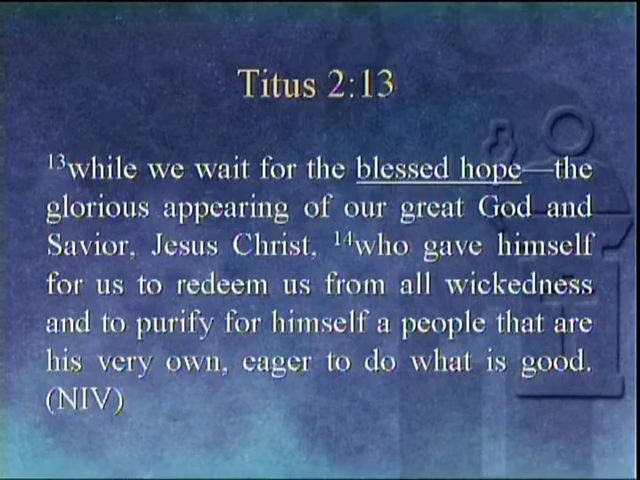 Titus 2:13
13while we wait for the blessed hope—the
glorious appearing of our great God and
Savior, Jesus Christ, 14who gave himself
for us to redeem us from all wickedness
and to purify for himself a people that are
his very own, eager to do what is good.
(NIV)